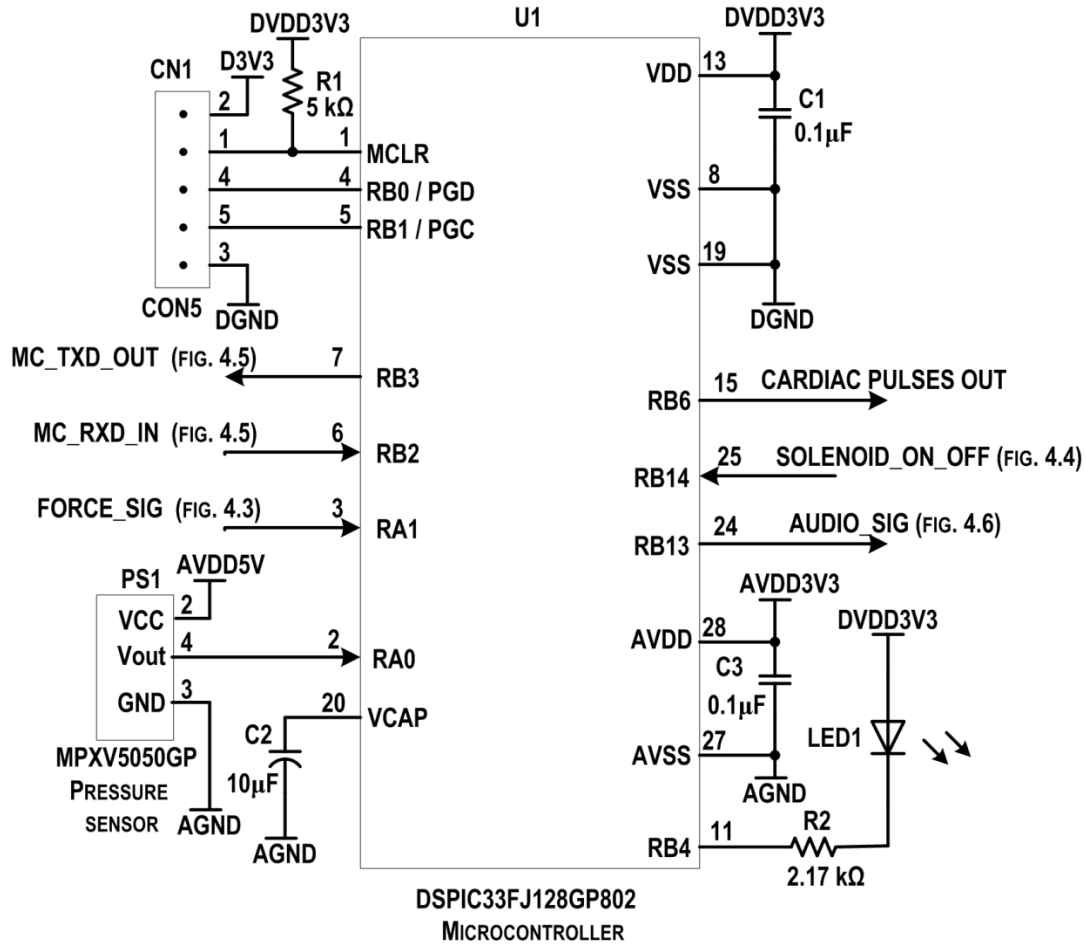 U1
DVDD3V3
DVDD3V3
D3V3
CN1
R1
5 kΩ
2
1
1
MCLR
4
4
RB0 / PGD
5
5
RB1 / PGC
3
CON5
DGND
VDD
13
C1
0.1µF
VSS
8
VSS
19
DGND
MC_TXD_OUT (FIG. 4.5)
7
RB3
MC_RXD_IN (FIG. 4.5)
6
RB2
FORCE_SIG (FIG. 4.3)
3
RA1
RB6
15
CARDIAC PULSES OUT
RB14
25
SOLENOID_ON_OFF (FIG. 4.4)
RB13
24
AUDIO_SIG (FIG. 4.6)
PS1
AVDD5V
VCC
2
Vout
4
2
RA0
GND
3
MPXV5050GP
PRESSURE
SENSOR
AGND
20
VCAP
C2
10µF
AGND
AVDD3V3
AVDD
28
C3
0.1µF
AVSS
27
AGND
DVDD3V3
LED1
RB4
11
R2
2.17 kΩ
DSPIC33FJ128GP802
MICROCONTROLLER